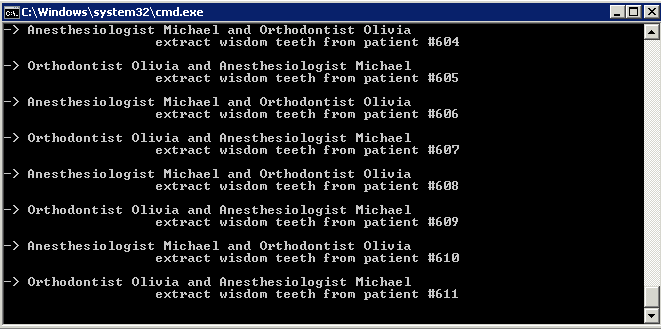 C:\Windows\system32\cmd.exe
-> Anesthesiologist Michael and Orthodontist Olivia
extract wisdom teeth from patient #604
-> Orthodontist Olivia and Anesthesiologist Michael
extract wisdom teeth from patient #605
-> Anesthesiologist Michael and Orthodontist Olivia
extract wisdom teeth from patient #606
-> Orthodontist Olivia and Anesthesiologist Michael
extract wisdom teeth from patient #607
-> Anesthesiologist Michael and Orthodontist Olivia
extract wisdom teeth from patient #608
-> Orthodontist Olivia and Anesthesiologist Michael
extract wisdom teeth from patient #609
-> Anesthesiologist Michael and Orthodontist Olivia
extract wisdom teeth from patient #610
-> Orthodontist Olivia and Anesthesiologist Michael
extract wisdom teeth from patient #611